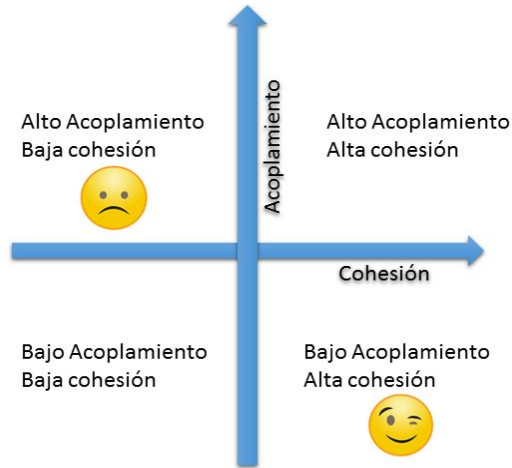 Alto Acoplamiento
Baja cohesión
Acoplamiento
Alto Acoplamiento
Alta cohesión
Cohesión
Bajo Acoplamiento
Baja cohesión
Bajo Acoplamiento
Alta cohesión